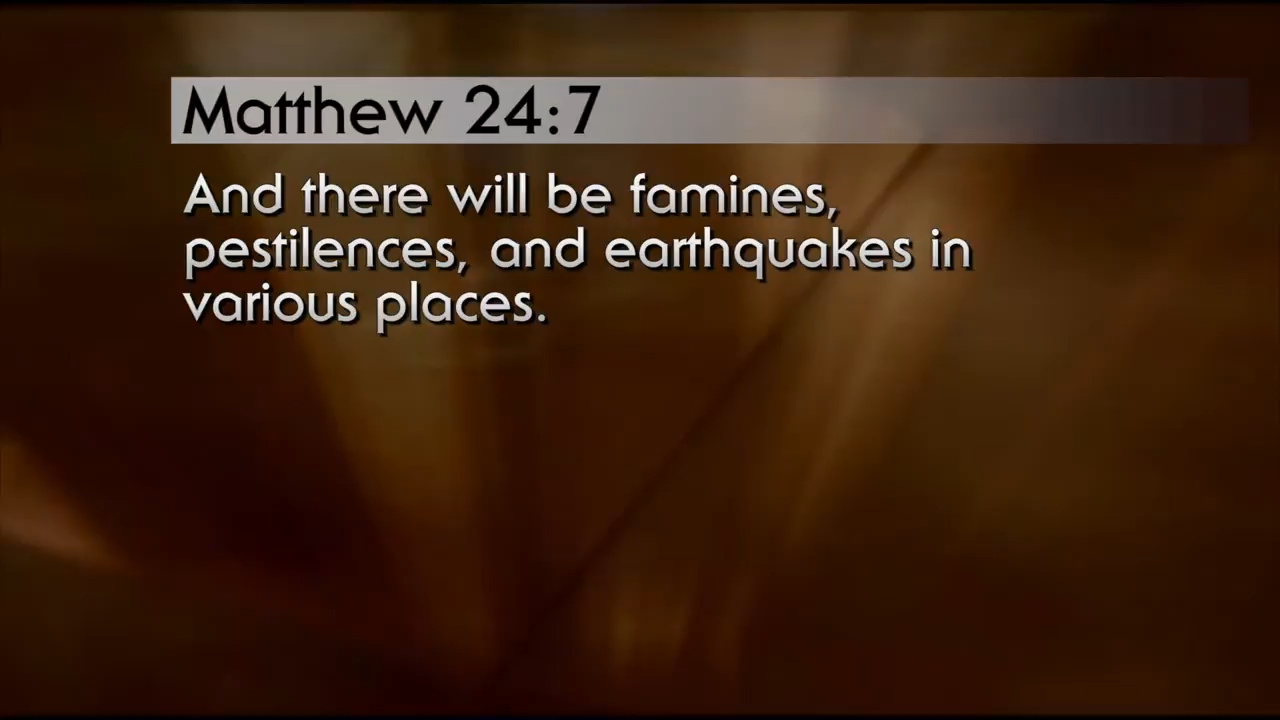 Matthew 24:7
And there will be famines,
pestilences, and earthquakes in
various places.